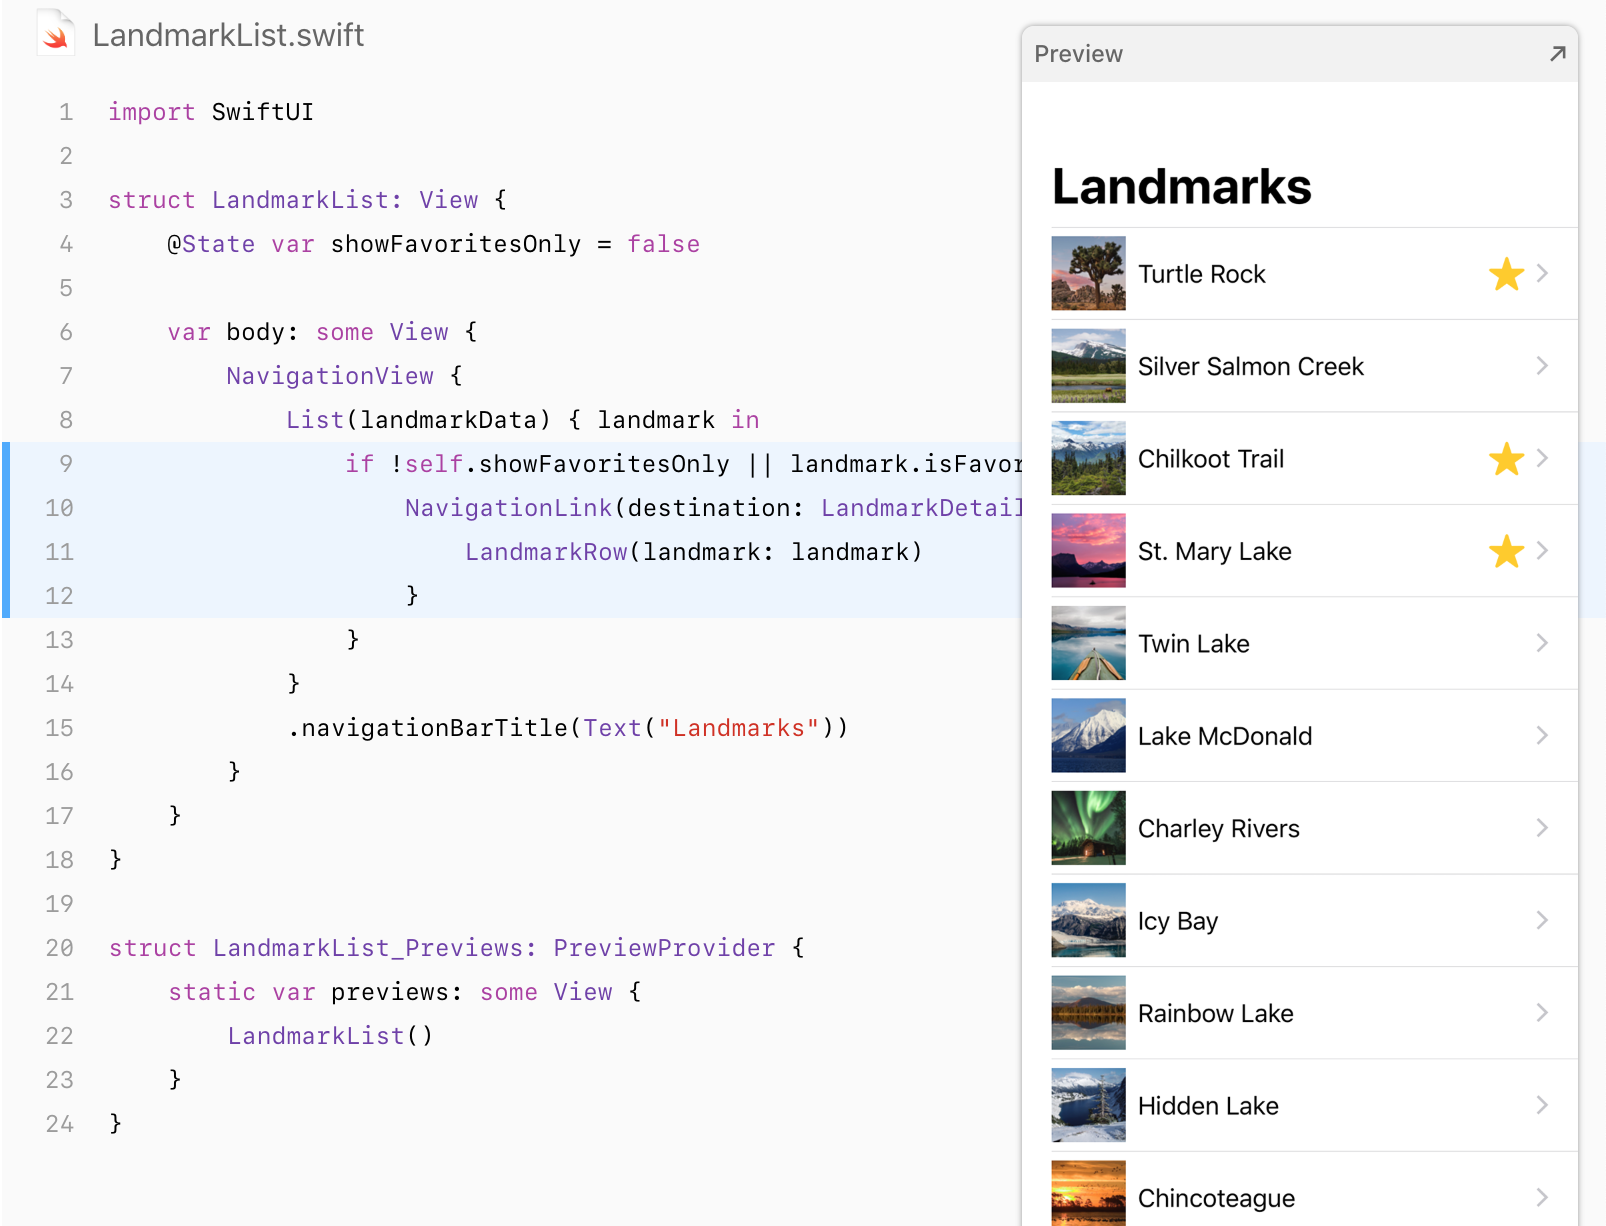 LandmarkList.swift
1 import SwiftUI
2
3 struct LandmarkList: View {
4 @State var showFavoritesOnly = false
5
6 var body: some View {
7 NavigationView {
8 List(landmarkData) { landmark in
9 if !self.showFavoritesOnly || landmark.isFavor
10 NavigationLink(destination: LandmarkDetail
11 LandmarkRow(landmark: landmark)
12 }
13 }
14 }
15 .navigationBarTitle(Text("Landmarks"))
16 }
17 }
18 }
19
20 struct LandmarkList_Previews: PreviewProvider {
21 static var previews: some View {
22 LandmarkList()
23 }
24 }
Preview
Landmarks
Turtle Rock
Silver Salmon Creek
Chilkoot Trail
St. Mary Lake
Twin Lake
Lake McDonald
Charley Rivers
Icy Bay
Rainbow Lake
Hidden Lake
Chincoteague